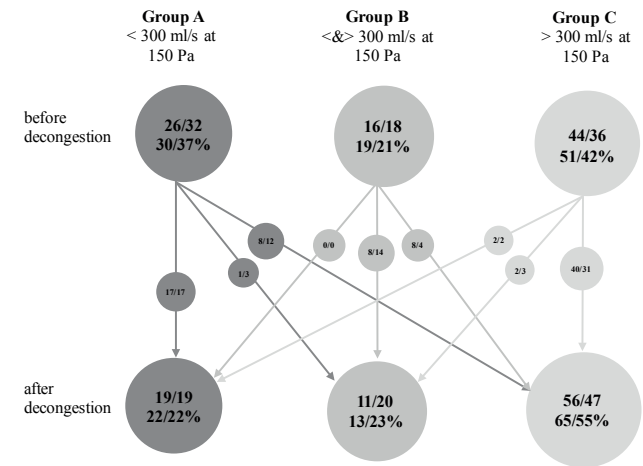 Group A
< 300 ml/s at
150 Pa
Group B
<&> 300 ml/s at
150 Pa
Group C
> 300 ml/s at
150 Pa
before
decongestion
26/32
30/37%
16/18
19/21%
44/36
51/42%
8/12
0/0
8/14
8/4
2/2
1/3
2/3
40/31
17/17
after
decongestion
19/19
22/22%
11/20
13/23%
56/47
65/55%